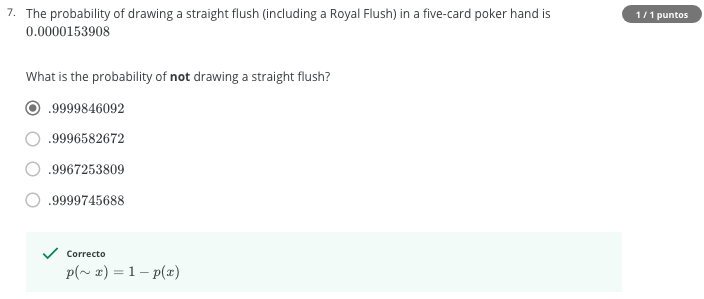 7. The probability of drawing a straight flush (including a Royal Flush) in a five-card poker hand is
1 / 1 puntos
0.0000153908
What is the probability of not drawing a straight flush?
.9999846092
.9996582672
.9967253809
.9999745688
Correcto
p(∼ x) = 1 − p(x)